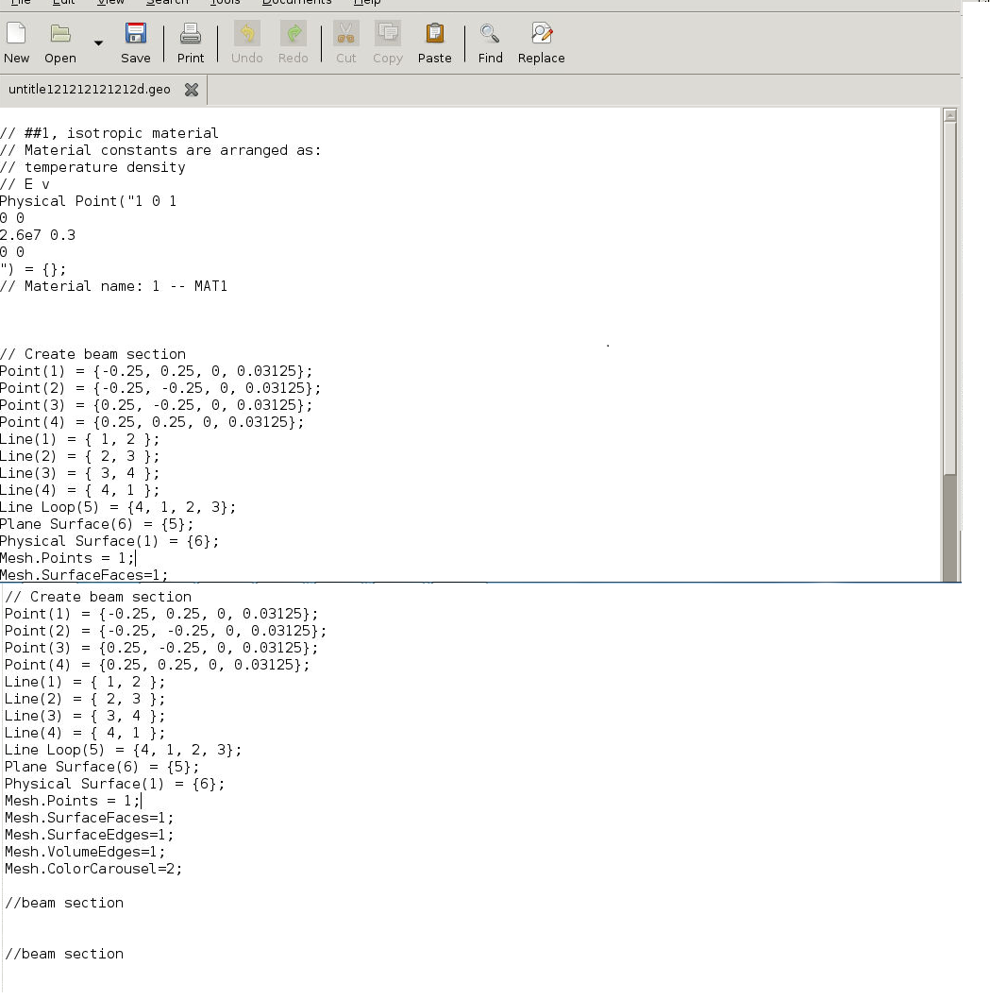 File Edit View Search Tools Documents Help
New Open Save Print Undo Redo Cut Copy Paste Find Replace
untitle121212121212d.geo
// ##1, isotropic material
// Material constants are arranged as:
// temperature density
// E v
Physical Point("1 0 1
0 0
2.6e7 0.3
0 0
") = {};
// Material name: 1 -- MAT1
// Create beam section
Point(1) = {-0.25, 0.25, 0, 0.03125};
Point(2) = {-0.25, -0.25, 0, 0.03125};
Point(3) = {0.25, -0.25, 0, 0.03125};
Point(4) = {0.25, 0.25, 0, 0.03125};
Line(1) = { 1, 2 };
Line(2) = { 2, 3 };
Line(3) = { 3, 4 };
Line(4) = { 4, 1 };
Line Loop(5) = {4, 1, 2, 3};
Plane Surface(6) = {5};
Physical Surface(1) = {6};
Mesh.Points = 1;
Mesh.SurfaceFaces=1;
// Create beam section
Point(1) = {-0.25, 0.25, 0, 0.03125};
Point(2) = {-0.25, -0.25, 0, 0.03125};
Point(3) = {0.25, -0.25, 0, 0.03125};
Point(4) = {0.25, 0.25, 0, 0.03125};
Line(1) = { 1, 2 };
Line(2) = { 2, 3 };
Line(3) = { 3, 4 };
Line(4) = { 4, 1 };
Line Loop(5) = {4, 1, 2, 3};
Plane Surface(6) = {5};
Physical Surface(1) = {6};
Mesh.Points = 1;
Mesh.SurfaceFaces=1;
Mesh.SurfaceEdges=1;
Mesh.VolumeEdges=1;
Mesh.ColorCarousel=2;
//beam section
//beam section